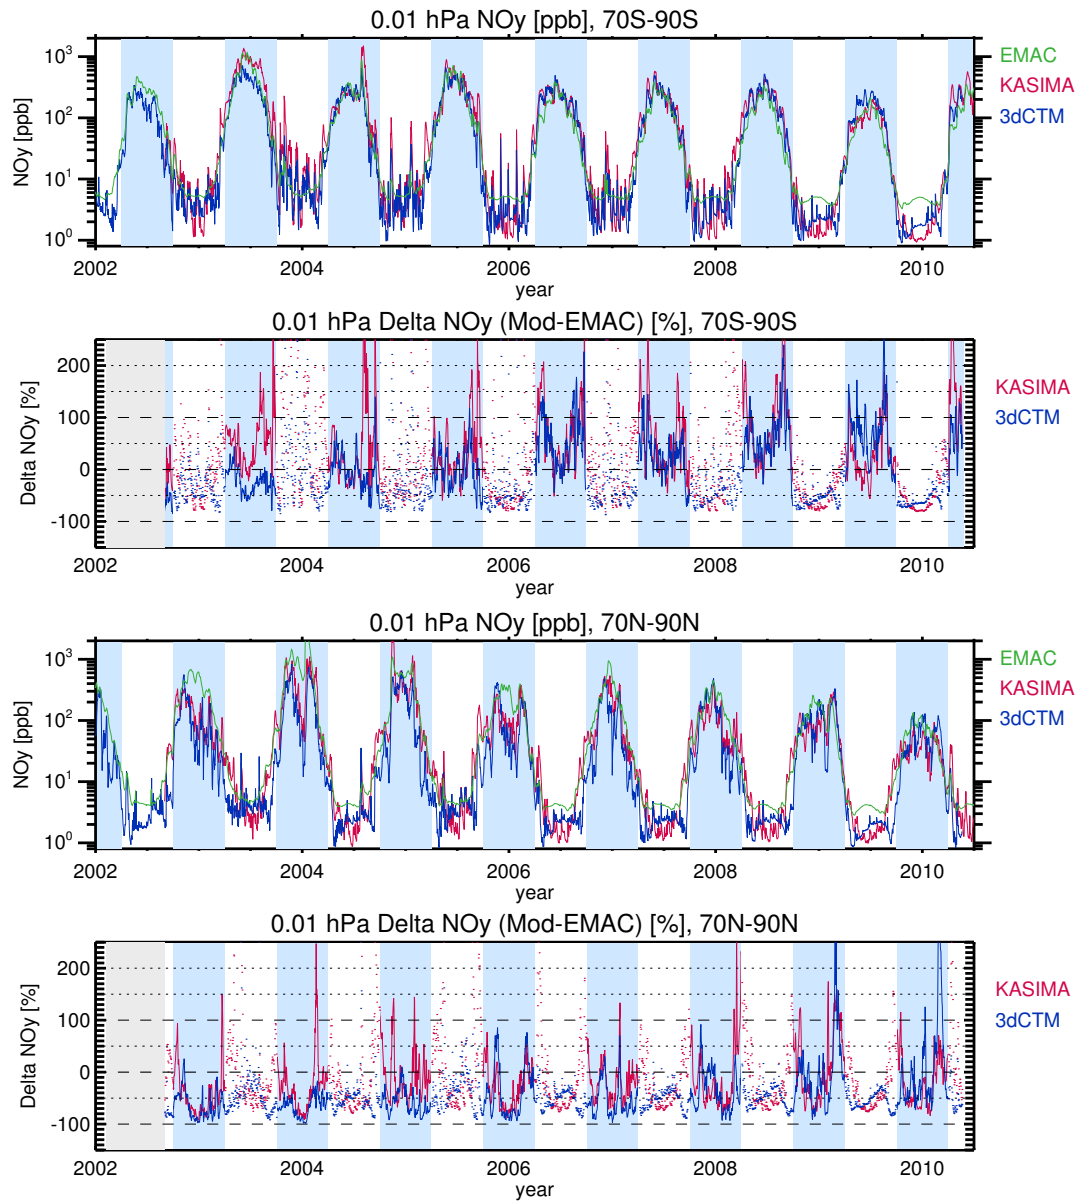 0.01 hPa NOy [ppb], 70S-90S
NOy [ppb]
10³
10²
10¹
10⁰
EMAC
KASIMA
3dCTM
2002 2004 2006 2008 2010
year
0.01 hPa Delta NOy (Mod-EMAC) [%], 70S-90S
Delta NOy [%]
200
100
0
-100
KASIMA
3dCTM
2002 2004 2006 2008 2010
year
0.01 hPa NOy [ppb], 70N-90N
NOy [ppb]
10³
10²
10¹
10⁰
EMAC
KASIMA
3dCTM
2002 2004 2006 2008 2010
year
0.01 hPa Delta NOy (Mod-EMAC) [%], 70N-90N
Delta NOy [%]
200
100
0
-100
KASIMA
3dCTM
2002 2004 2006 2008 2010
year